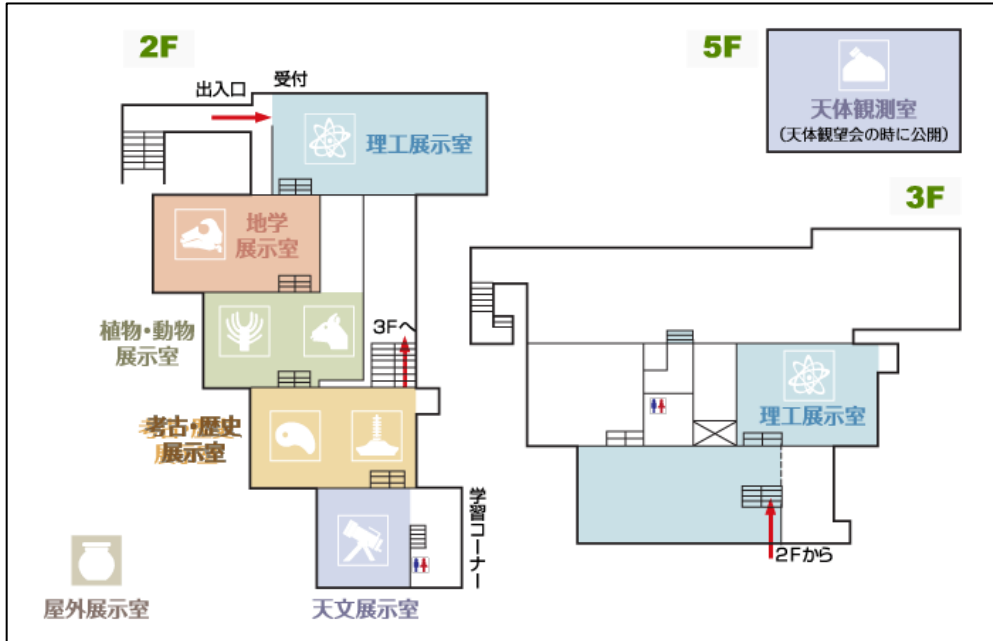 2F
出入口
受付
理工展示室
地学
展示室
植物・動物
展示室
3Fへ
考古・歴史
展示室
学習コーナー
天文展示室
屋外展示室
5F
天体観測室
(天体観望会の時に公開)
3F
理工展示室
2Fから